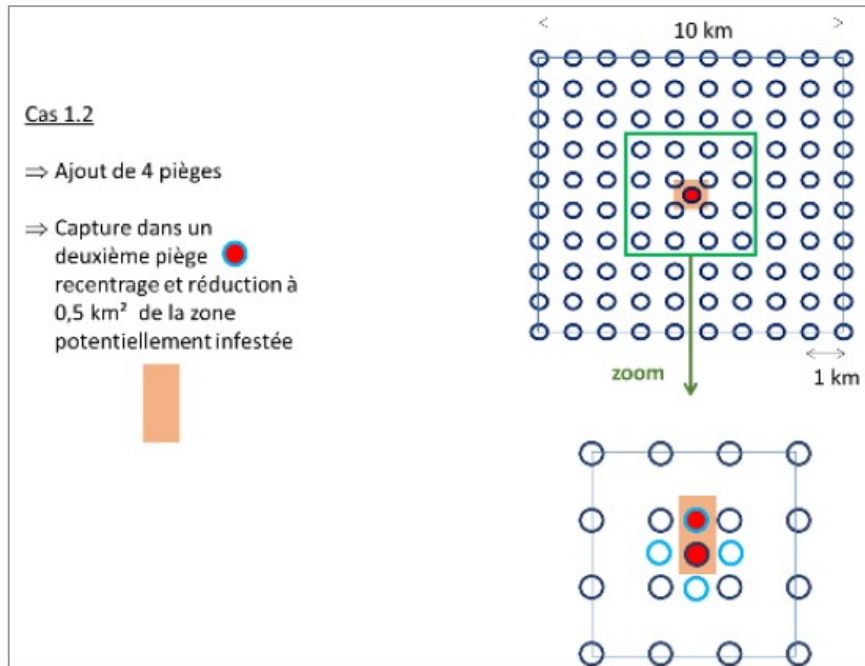 10 km
Cas 1.2
⇒ Ajout de 4 pièges
⇒ Capture dans un
deuxième piège
recentrage et réduction à
0,5 km² de la zone
potentiellement infestée
zoom
1 km